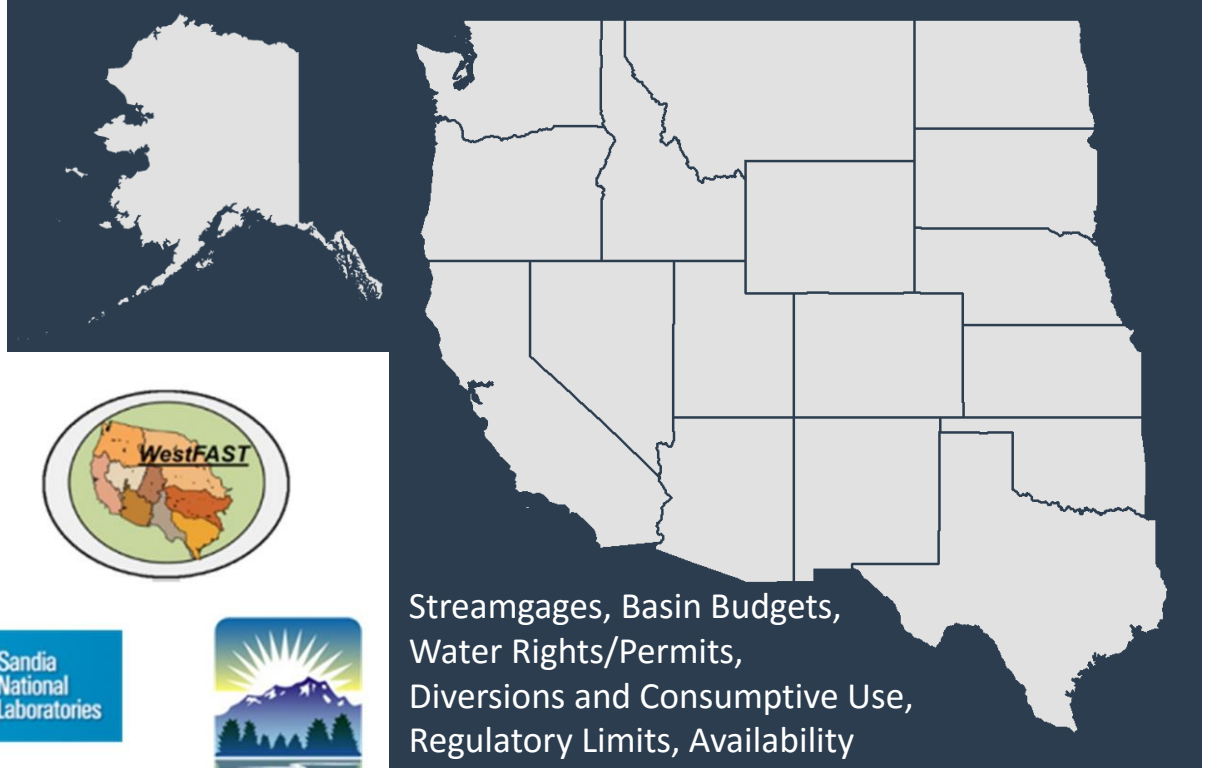 WestFAST
Sandia
National
Laboratories
Streamgages, Basin Budgets,
Water Rights/Permits,
Diversions and Consumptive Use,
Regulatory Limits, Availability